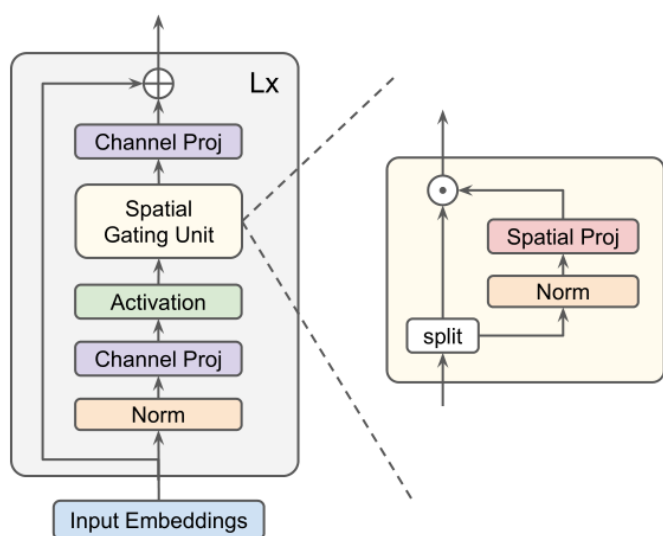 Lx
Channel Proj
Spatial
Gating Unit
Activation
Channel Proj
Norm
Input Embeddings
Spatial Proj
Norm
split